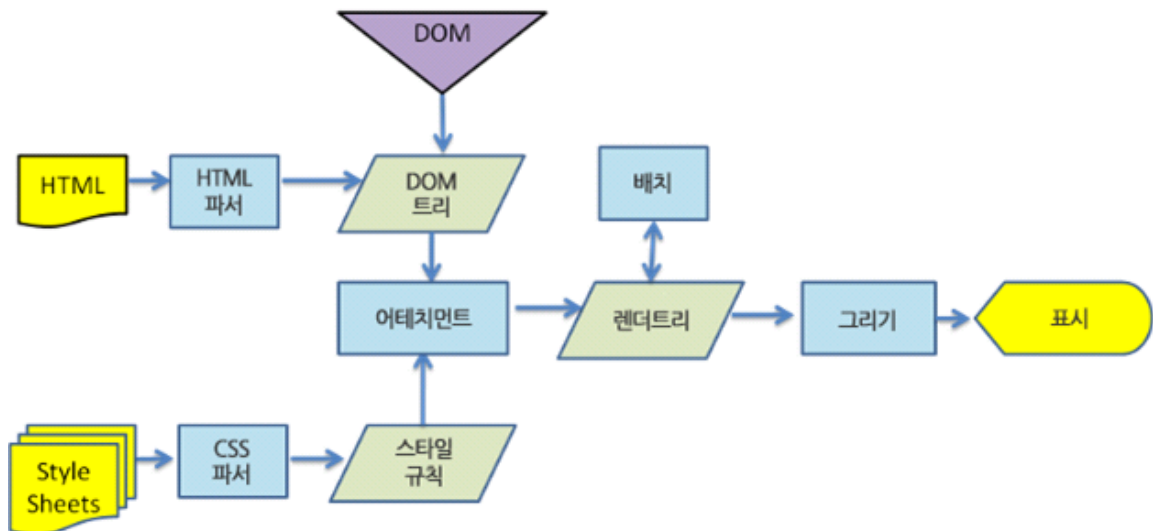 DOM
HTML
HTML
파서
DOM
트리
배치
어테치먼트
렌더트리
그리기
표시
Style
Sheets
CSS
파서
스타일
규칙